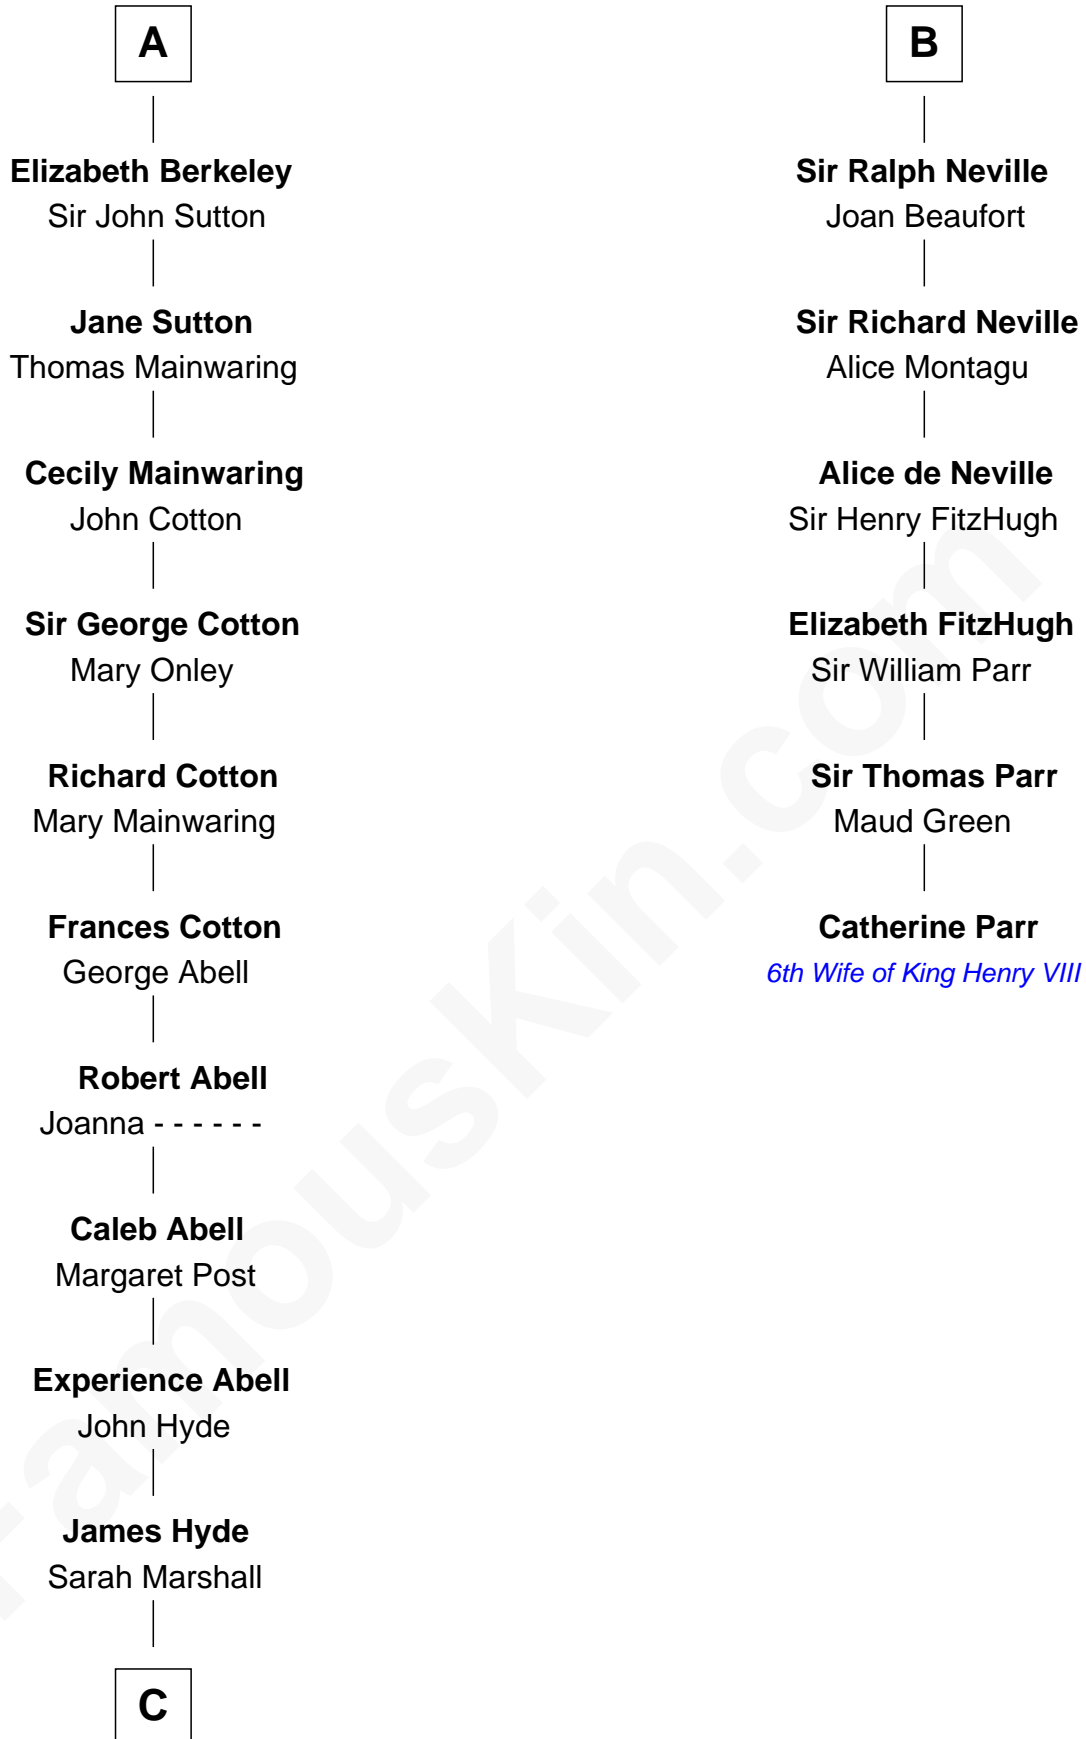 A
Elizabeth Berkeley
Sir John Sutton
Jane Sutton
Thomas Mainwaring
Cecily Mainwaring
John Cotton
Sir George Cotton
Mary Onley
Richard Cotton
Mary Mainwaring
Frances Cotton
George Abell
Robert Abell
Joanna - - - - - -
Caleb Abell
Margaret Post
Experience Abell
John Hyde
James Hyde
Sarah Marshall
C
B
Sir Ralph Neville
Joan Beaufort
Sir Richard Neville
Alice Montagu
Alice de Neville
Sir Henry FitzHugh
Elizabeth FitzHugh
Sir William Parr
Sir Thomas Parr
Maud Green
Catherine Parr
6th Wife of King Henry VIII
FamousKin.com